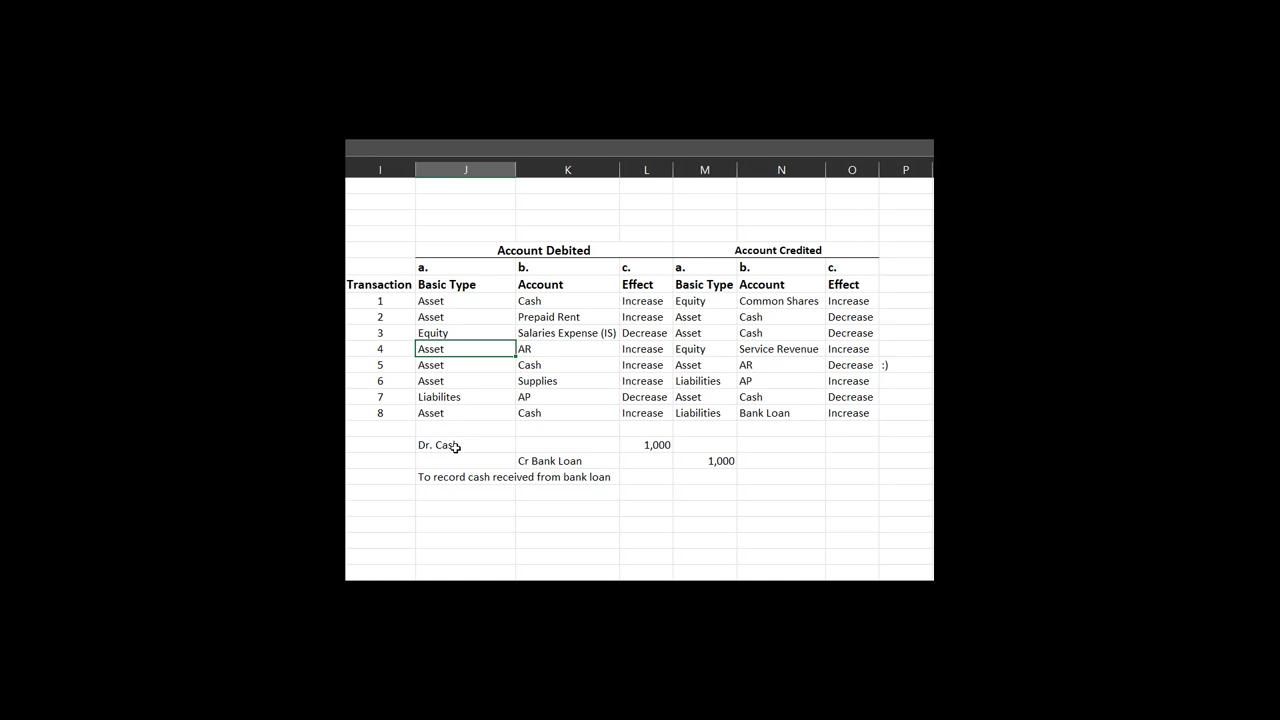 I J K L M N O P
Account Debited Account Credited
a. b. c. a. b. c.
Transaction Basic Type Account Effect Basic Type Account Effect
1 Asset Cash Increase Equity Common Shares Increase
2 Asset Prepaid Rent Increase Asset Cash Decrease
3 Equity Salaries Expense (IS) Decrease Asset Cash Decrease
4 Asset AR Increase Equity Service Revenue Increase
5 Asset Cash Increase Asset AR Decrease :)
6 Asset Supplies Increase Liabilities AP Increase
7 Liabilites AP Decrease Asset Cash Decrease
8 Asset Cash Increase Liabilities Bank Loan Increase
Dr. Cash 1,000
Cr Bank Loan 1,000
To record cash received from bank loan